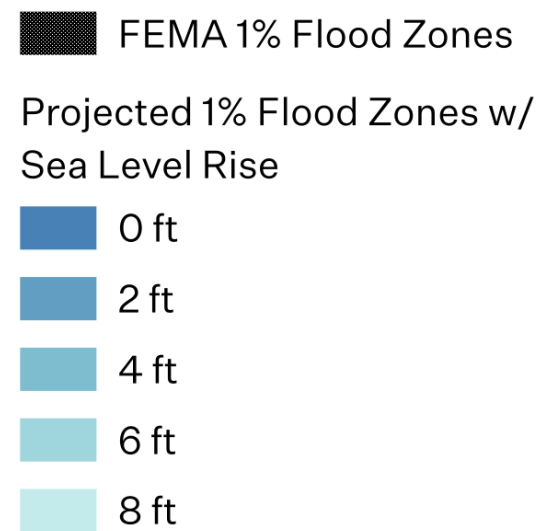 FEMA 1% Flood Zones
Projected 1% Flood Zones w/
Sea Level Rise
0 ft
2 ft
4 ft
6 ft
8 ft